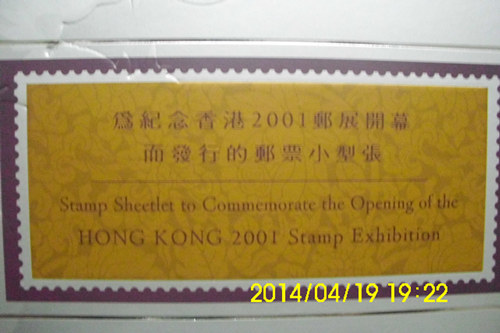 爲紀念香港2001郵展開幕
而發行的郵票小型張
Stamp Sheetlet to Commemorate the Opening of the
HONG KONG 2001 Stamp Exhibition
2014/04/19 19:22